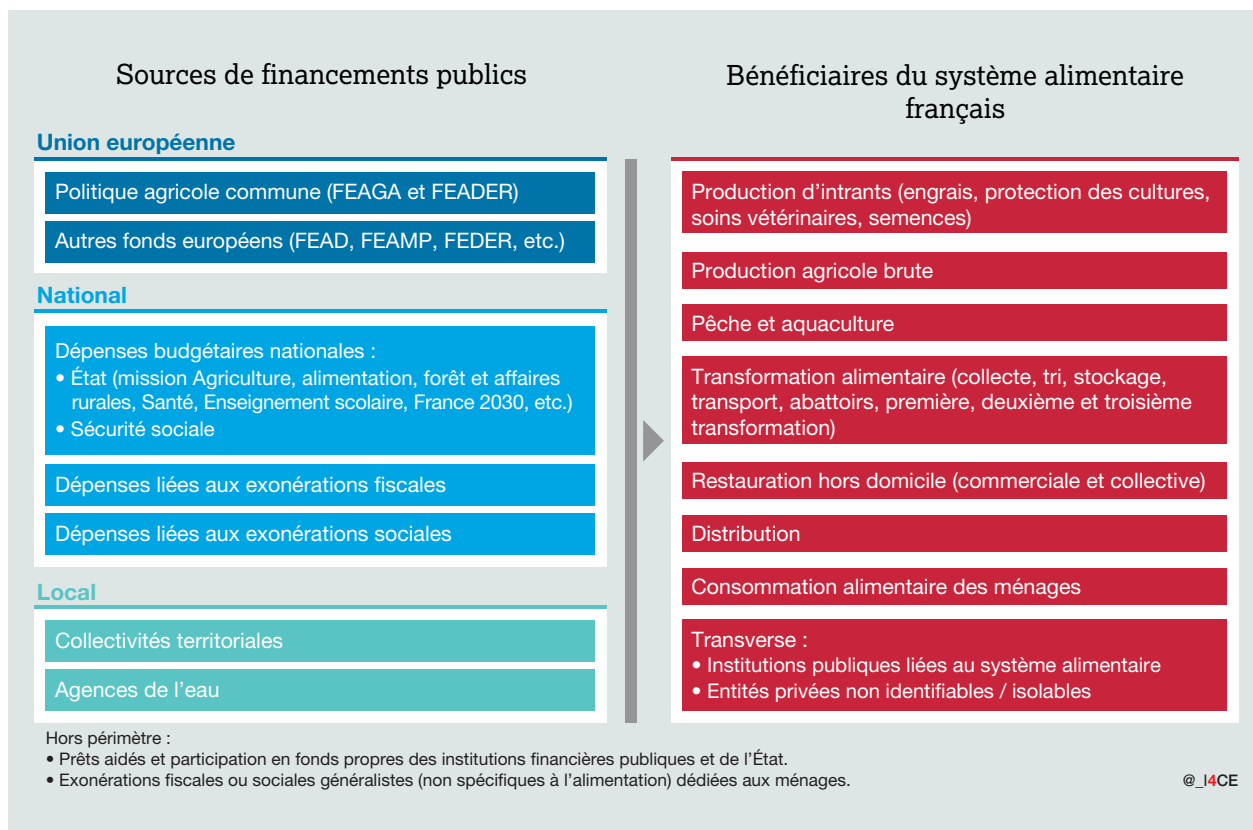 Sources de financements publics
Union européenne
Politique agricole commune (FEAGA et FEADER)
Autres fonds européens (FEAD, FEAMP, FEDER, etc.)
National
Dépenses budgétaires nationales :
• État (mission Agriculture, alimentation, forêt et affaires
rurales, Santé, Enseignement scolaire, France 2030, etc.)
• Sécurité sociale
Dépenses liées aux exonérations fiscales
Dépenses liées aux exonérations sociales
Local
Collectivités territoriales
Agences de l'eau
Bénéficiaires du système alimentaire
français
Production d'intrants (engrais, protection des cultures,
soins vétérinaires, semences)
Production agricole brute
Pêche et aquaculture
Transformation alimentaire (collecte, tri, stockage,
transport, abattoirs, première, deuxième et troisième
transformation)
Restauration hors domicile (commerciale et collective)
Distribution
Consommation alimentaire des ménages
Transverse :
• Institutions publiques liées au système alimentaire
• Entités privées non identifiables / isolables
Hors périmètre :
• Prêts aidés et participation en fonds propres des institutions financières publiques et de l'État.
• Exonérations fiscales ou sociales généralistes (non spécifiques à l'alimentation) dédiées aux ménages.
@_I4CE